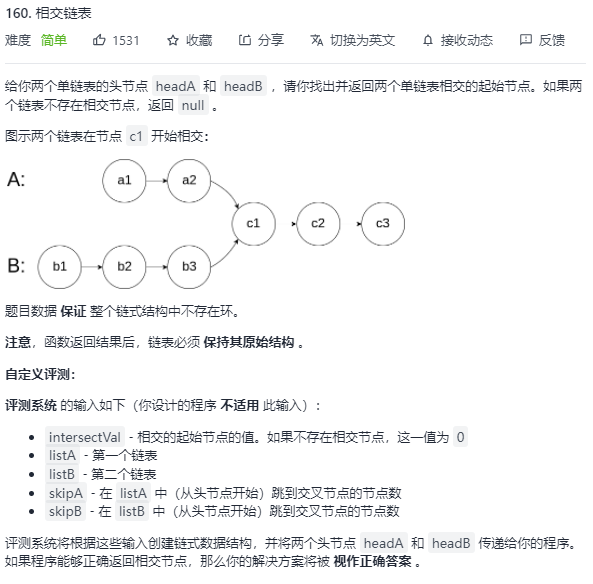 160. 相交链表
难度 简单 1531 收藏 分享 切换为英文 接收动态 反馈
给你两个单链表的头节点 headA 和 headB ，请你找出并返回两个单链表相交的起始节点。如果两
个链表不存在相交节点，返回 null 。
图示两个链表在节点 c1 开始相交：
A: a1 a2
c1 c2 c3
B: b1 b2 b3
题目数据 保证 整个链式结构中不存在环。
注意，函数返回结果后，链表必须 保持其原始结构 。
自定义评测：
评测系统 的输入如下（你设计的程序 不适用 此输入）：
intersectVal - 相交的起始节点的值。如果不存在相交节点，这一值为 0
listA - 第一个链表
listB - 第二个链表
skipA - 在 listA 中（从头节点开始）跳到交叉节点的节点数
skipB - 在 listB 中（从头节点开始）跳到交叉节点的节点数
评测系统将根据这些输入创建链式数据结构，并将两个头节点 headA 和 headB 传递给你的程序。
如果程序能够正确返回相交节点，那么你的解决方案将被 视作正确答案 。